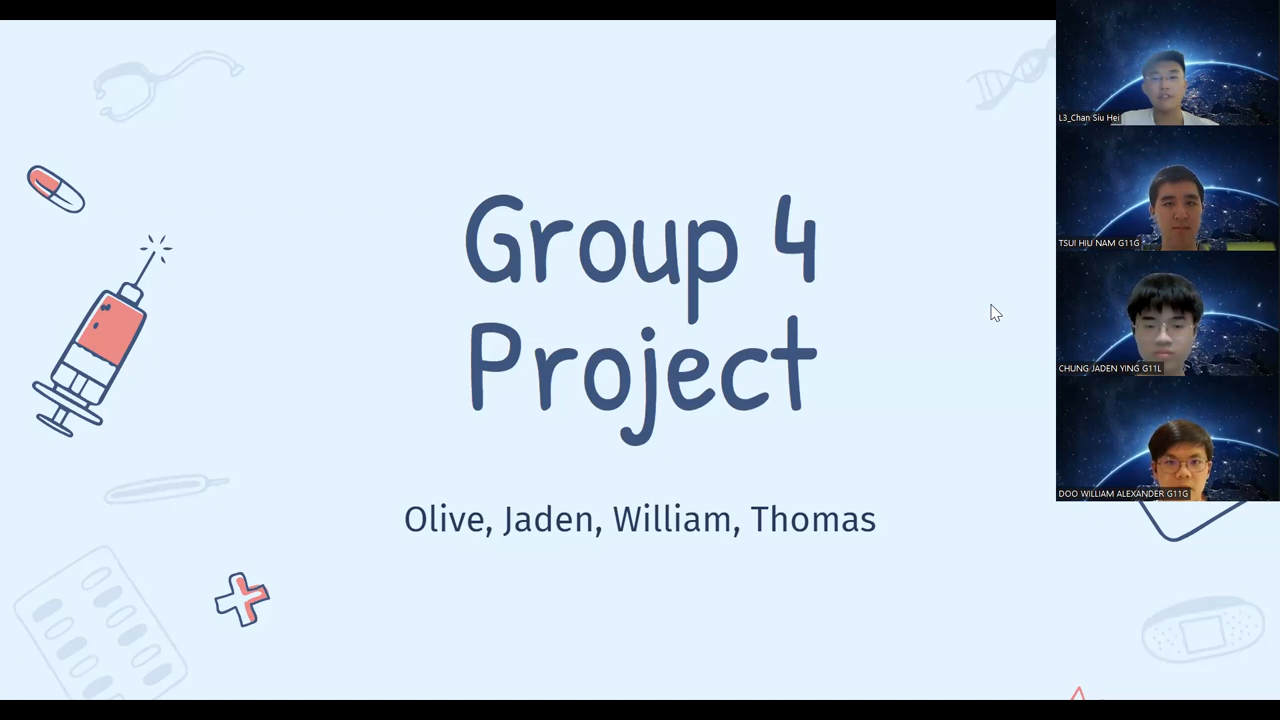 Group 4
Project
Olive, Jaden, William, Thomas
L3_Chan Siu Hei
TSUI HIU NAM G11G
CHUNG JADEN YING G11L
DOO WILLIAM ALEXANDER G11G